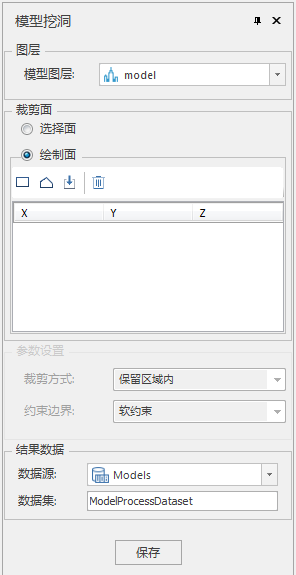 模型挖洞
图层
模型图层: model
裁剪面
选择面
绘制面
X Y Z
参数设置
裁剪方式: 保留区域内
约束边界: 软约束
结果数据
数据源: Models
数据集: ModelProcessDataset
保存